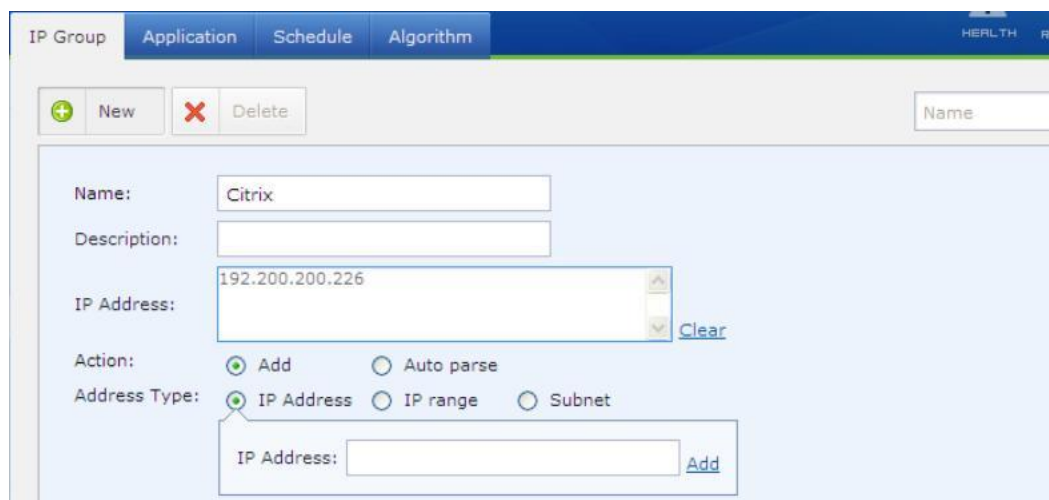 IP Group Application Schedule Algorithm HEALTH R
New Delete Name
Name: Citrix
Description:
192.200.200.226
IP Address: Clear
Action: Add Auto parse
Address Type: IP Address IP range Subnet
IP Address: Add